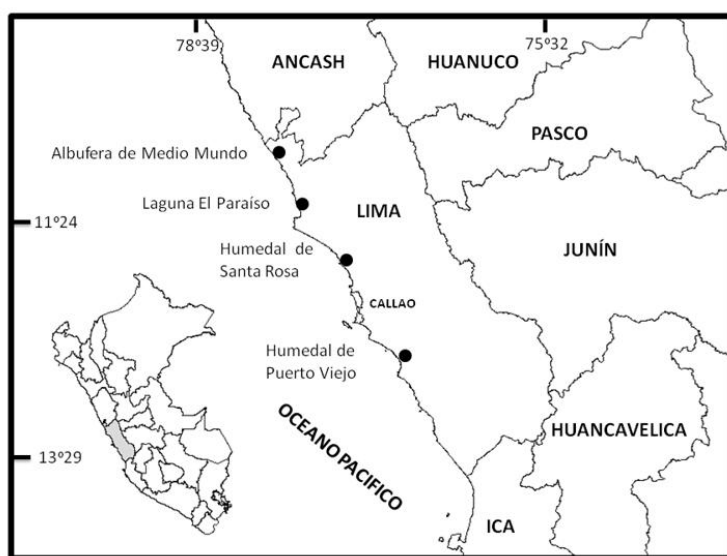 78º39
75º32
ANCASH
HUANUCO
PASCO
Albufera de Medio Mundo
Laguna El Paraíso
LIMA
11º24
JUNÍN
Humedal de
Santa Rosa
CALLAO
Humedal de
Puerto Viejo
OCEANO PACIFICO
HUANCAVELICA
13º29
ICA